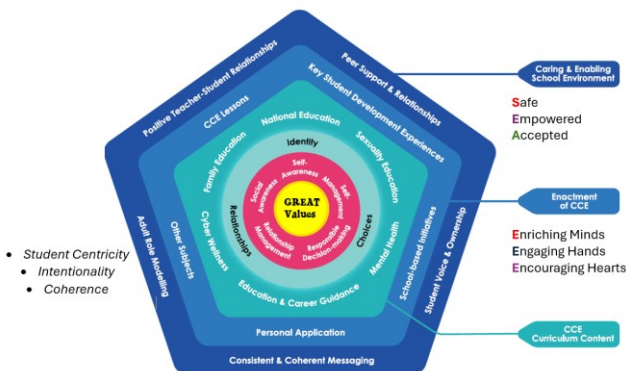 Positive Teacher-Student Relationships
Peer Support & Relationships
CCE Lessons
Key Student Development Experiences
National Education
Family Education
Sexuality Education
Identity
Self-
Awareness
Self-
Management
Social
Awareness
GREAT
Values
Relationship
Management
Responsible
Decision-making
Relationships
Choices
Cyber Wellness
Mental Health
Education & Career Guidance
Other Subjects
School-based Initiatives
Personal Application
Adult Role Modelling
Student Voice & Ownership
Consistent & Coherent Messaging
Caring & Enabling
School Environment
Safe
Empowered
Accepted
Enactment
of CCE
Enriching Minds
Engaging Hands
Encouraging Hearts
CCE
Curriculum Content
• Student Centricity
• Intentionality
• Coherence